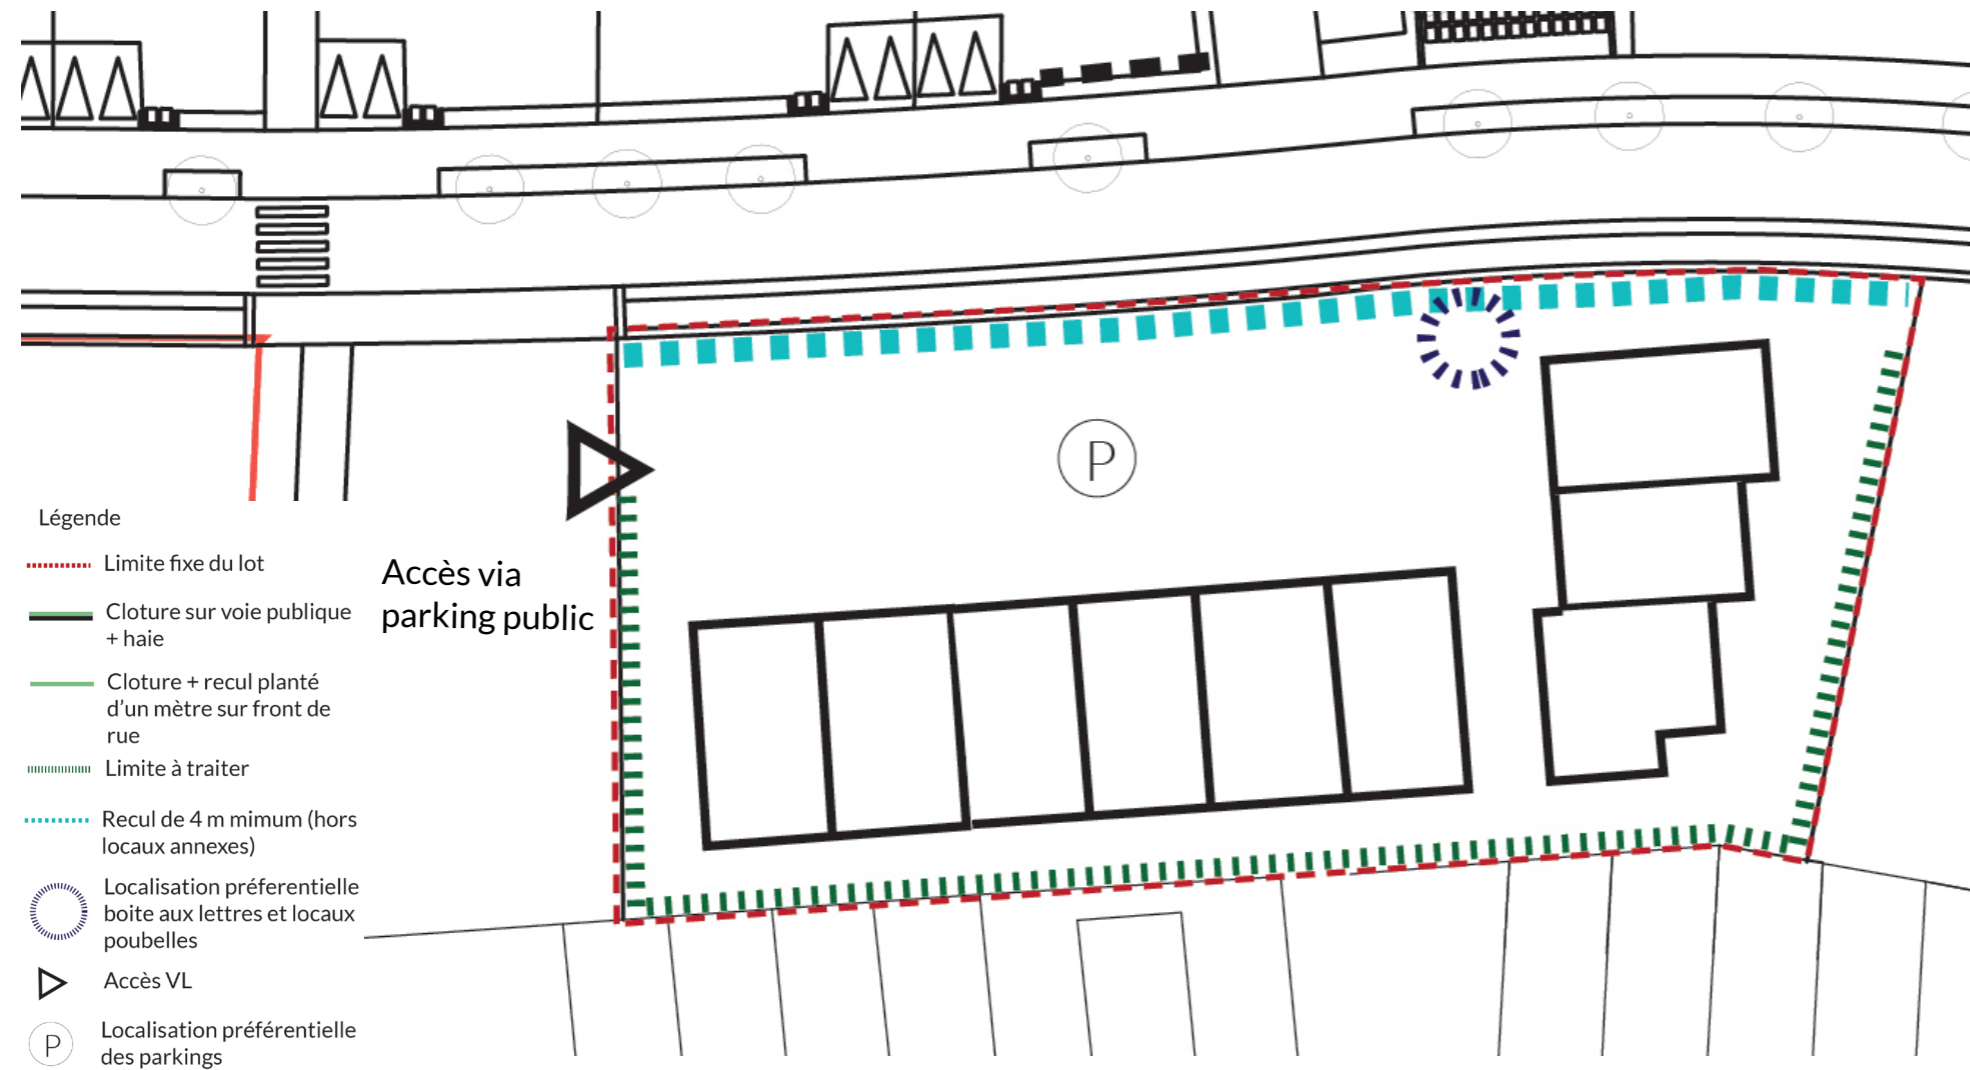 P
Légende
Limite fixe du lot
Cloture sur voie publique
+ haie
Cloture + recul planté
d'un mètre sur front de
rue
Limite à traiter
Recul de 4 m mimum (hors
locaux annexes)
Localisation préferentielle
boite aux lettres et locaux
poubelles
Accès VL
P
Localisation préférentielle
des parkings
Accès via
parking public